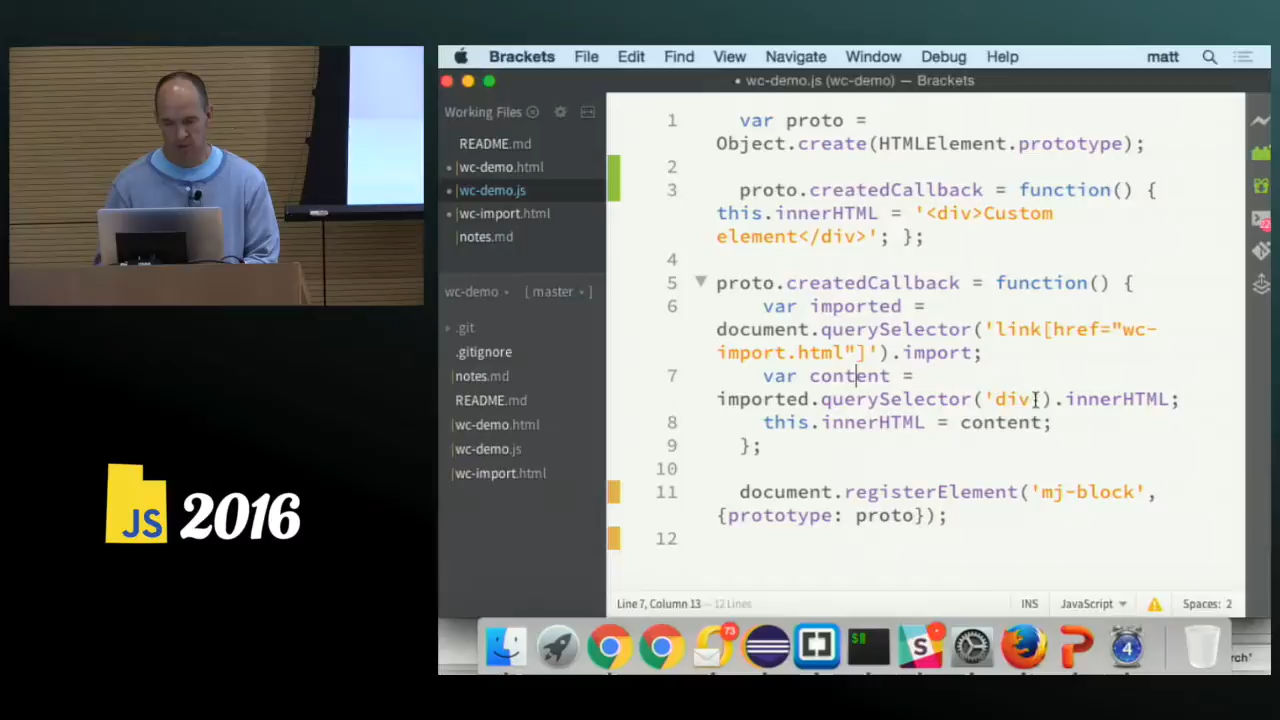 Brackets File Edit Find View Navigate Window Debug Help matt
• wc-demo.js (wc-demo) — Brackets
Working Files
README.md
wc-demo.html
wc-demo.js
wc-import.html
notes.md
wc-demo [ master ]
.git
.gitignore
notes.md
README.md
wc-demo.html
wc-demo.js
wc-import.html
1 var proto =
Object.create(HTMLElement.prototype);
2
3 proto.createdCallback = function() {
this.innerHTML = '<div>Custom
element</div>'; };
4
5 proto.createdCallback = function() {
6 var imported =
document.querySelector('link[href="wc-
import.html"]').import;
7 var content =
imported.querySelector('div').innerHTML;
8 this.innerHTML = content;
9 };
10
11 document.registerElement('mj-block',
{prototype: proto});
12
Line 7, Column 13 — 12 Lines INS JavaScript Spaces: 2
73
$
S
4
rch'
JS 2016